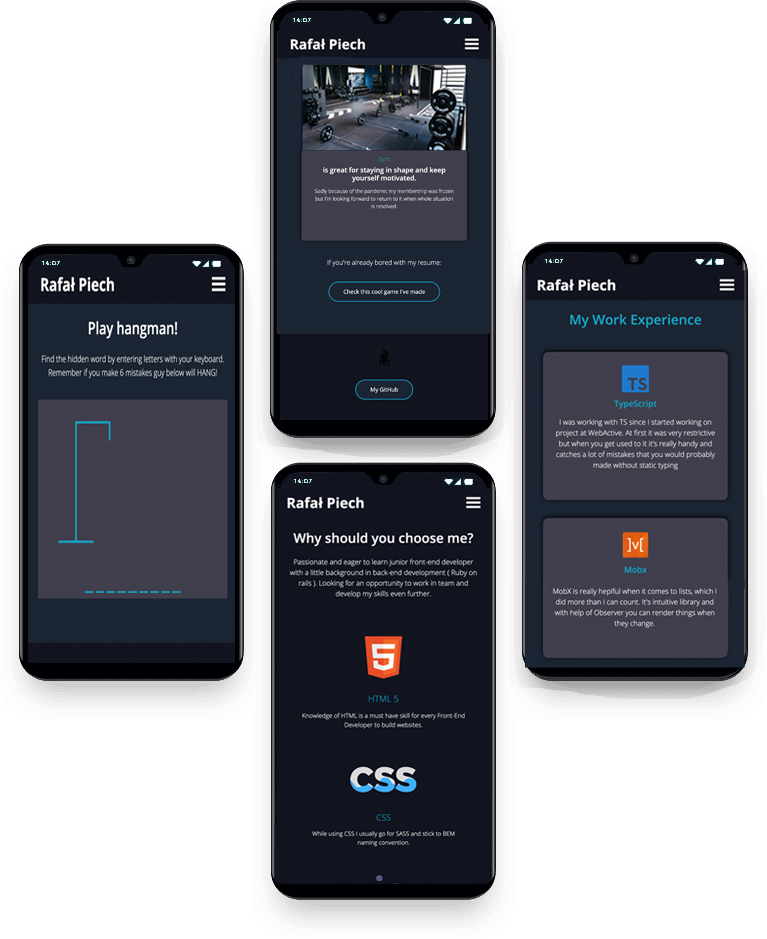 14:07
Rafał Piech
Gym
is great for staying in shape and keep
yourself motivated.
Sadly because of the pandemic my membership was frozen
but I'm looking forward to return to it when whole situation
is resolved.
If you're already bored with my resume:
Check this cool game I've made
My GitHub
14:07
Rafał Piech
Play hangman!
Find the hidden word by entering letters with your keyboard.
Remember if you make 6 mistakes guy below will HANG!
14:07
Rafał Piech
My Work Experience
TS
TypeScript
I was working with TS since I started working on
project at WebActive. At first it was very restrictive
but when you get used to it it's really handy and
catches a lot of mistakes that you would probably
made without static typing
]v[
Mobx
MobX is really heplful when it comes to lists, which I
did more than I can count. It's intuitive library and
with help of Observer you can render things when
they change.
14:07
Rafał Piech
Why should you choose me?
Passionate and eager to learn junior front-end developer
with a little background in back-end development ( Ruby on
rails ). Looking for an opportunity to work in team and
develop my skills even further.
5
HTML 5
Knowledge of HTML is a must have skill for every Front-End
Developer to build websites.
CSS
CSS
While using CSS I usually go for SASS and stick to BEM
naming convention.